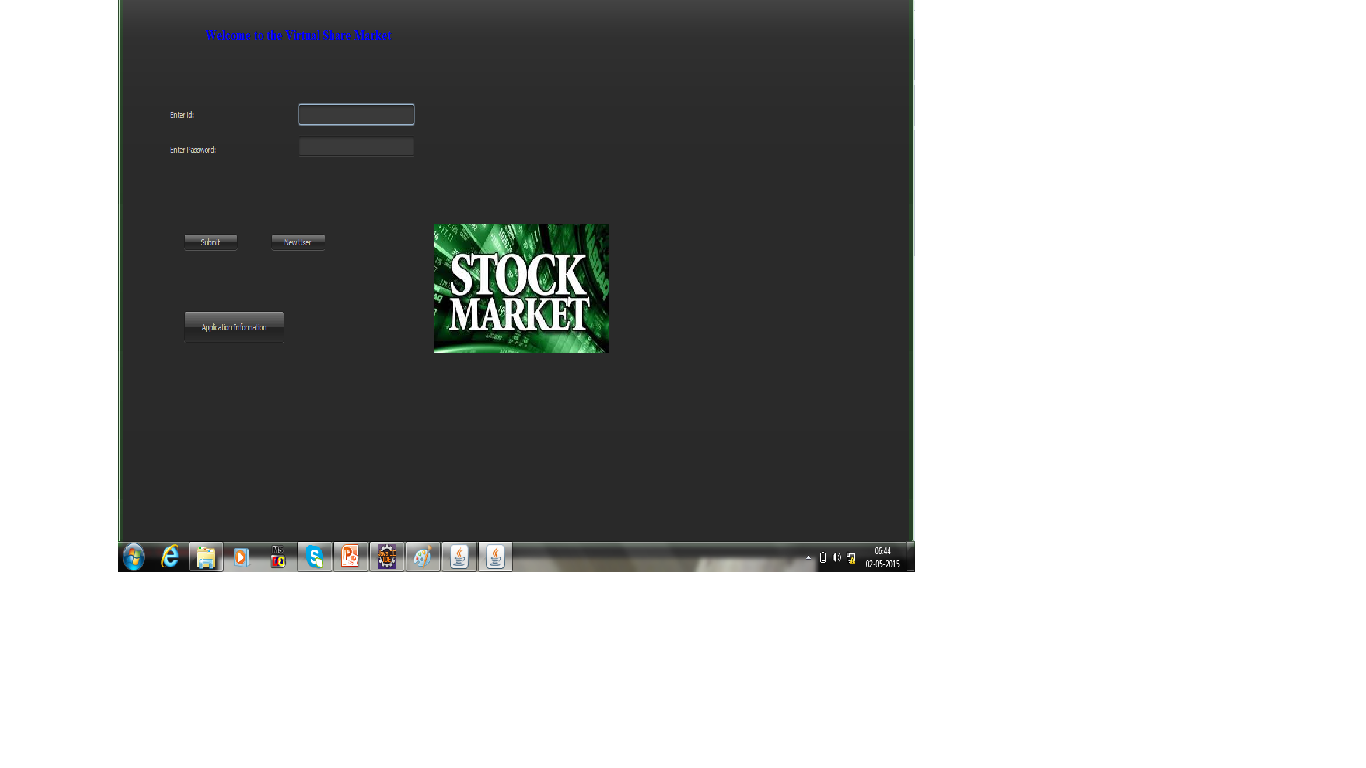 Welcome to the Virtual Share Market
Enter Id:
Enter Password:
Submit
New User
STOCK
MARKET
Application Information
05:44
02-05-2015